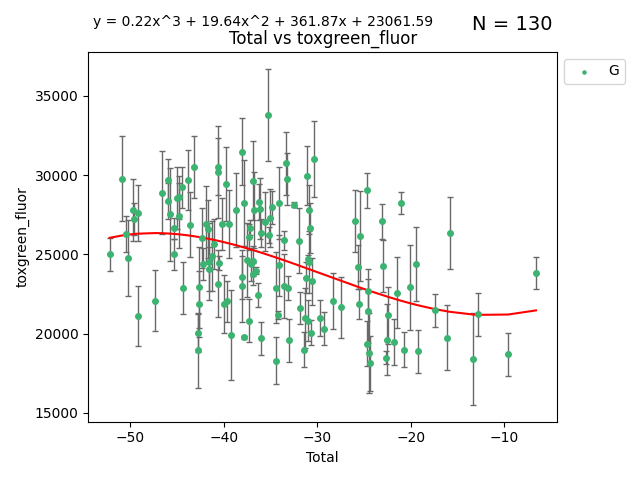 y = 0.22x^3 + 19.64x^2 + 361.87x + 23061.59
N = 130
Total vs toxgreen_fluor
G
35000
30000
25000
20000
15000
toxgreen_fluor
−50
−40
−30
−20
−10
Total